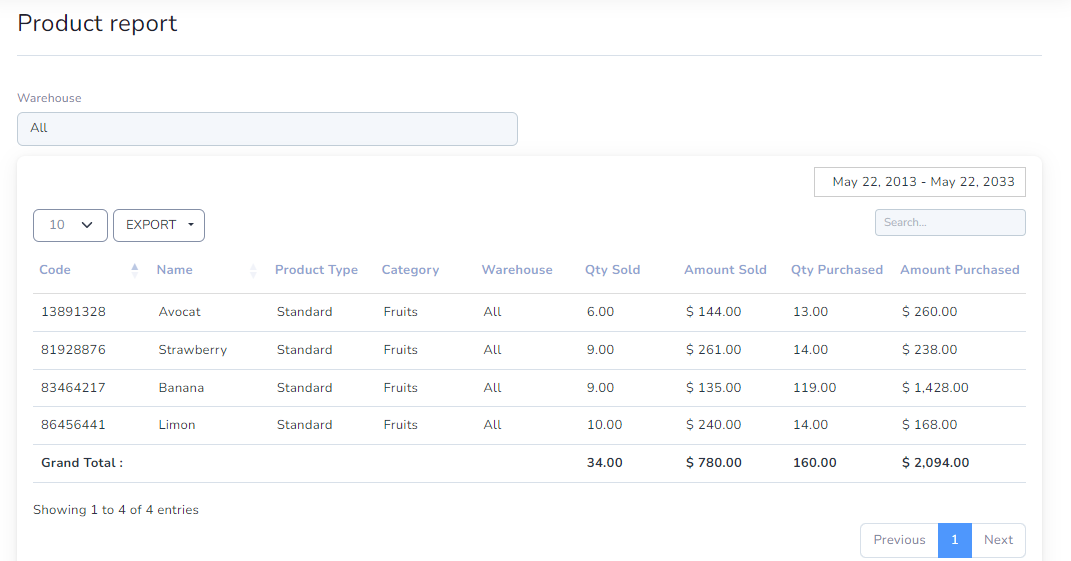 Product report
Warehouse
All
May 22, 2013 - May 22, 2033
10 EXPORT Search...
Code Name Product Type Category Warehouse Qty Sold Amount Sold Qty Purchased Amount Purchased
13891328 Avocat Standard Fruits All 6.00 $ 144.00 13.00 $ 260.00
81928876 Strawberry Standard Fruits All 9.00 $ 261.00 14.00 $ 238.00
83464217 Banana Standard Fruits All 9.00 $ 135.00 119.00 $ 1,428.00
86456441 Limon Standard Fruits All 10.00 $ 240.00 14.00 $ 168.00
Grand Total : 34.00 $ 780.00 160.00 $ 2,094.00
Showing 1 to 4 of 4 entries
Previous 1 Next